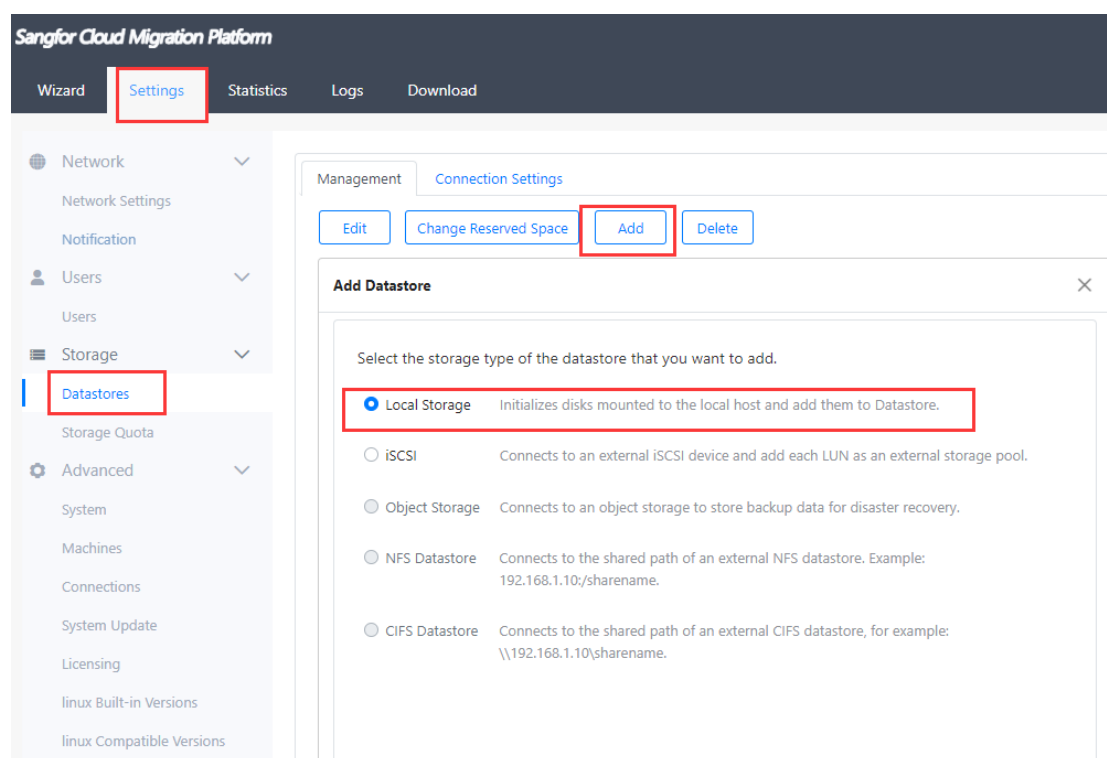 Sangfor Cloud Migration Platform
Wizard Settings Statistics Logs Download
Network
Network Settings
Notification
Users
Users
Storage
Datastores
Storage Quota
Advanced
System
Machines
Connections
System Update
Licensing
linux Built-in Versions
linux Compatible Versions
Management Connection Settings
Edit Change Reserved Space Add Delete
Add Datastore
Select the storage type of the datastore that you want to add.
Local Storage Initializes disks mounted to the local host and add them to Datastore.
iSCSI Connects to an external iSCSI device and add each LUN as an external storage pool.
Object Storage Connects to an object storage to store backup data for disaster recovery.
NFS Datastore Connects to the shared path of an external NFS datastore. Example:
192.168.1.10:/sharename.
CIFS Datastore Connects to the shared path of an external CIFS datastore, for example:
\\192.168.1.10\sharename.